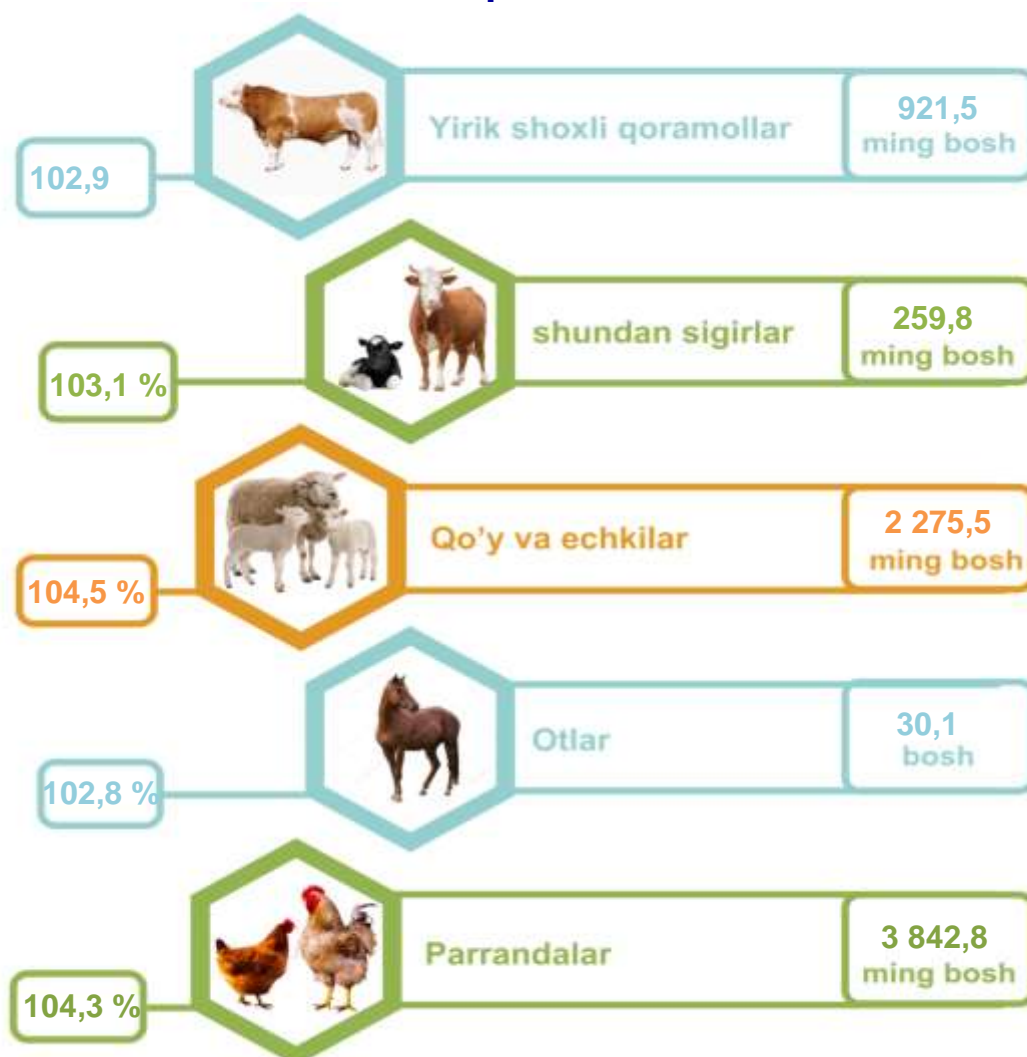 Yirik shoxli qoramollar
921,5
ming bosh
102,9
shundan sigirlar
259,8
ming bosh
103,1 %
Qo'y va echkilar
2 275,5
ming bosh
104,5 %
Otlar
30,1
bosh
102,8 %
Parrandalar
3 842,8
ming bosh
104,3 %